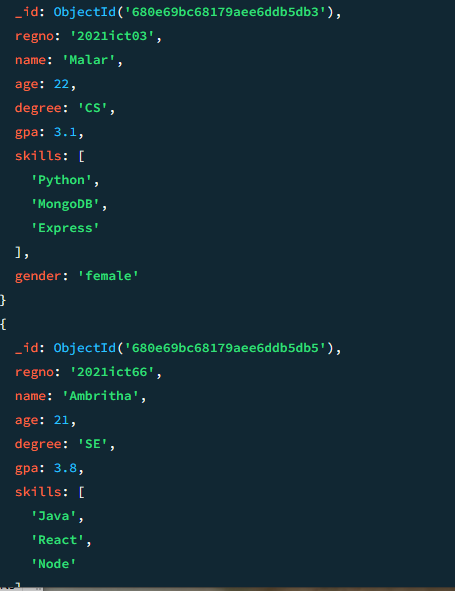 _id: ObjectId('680e69bc68179aee6ddb5db3'),
regno: '2021ict03',
name: 'Malar',
age: 22,
degree: 'CS',
gpa: 3.1,
skills: [
'Python',
'MongoDB',
'Express'
],
gender: 'female'
}
{
_id: ObjectId('680e69bc68179aee6ddb5db5'),
regno: '2021ict66',
name: 'Ambritha',
age: 21,
degree: 'SE',
gpa: 3.8,
skills: [
'Java',
'React',
'Node'
],